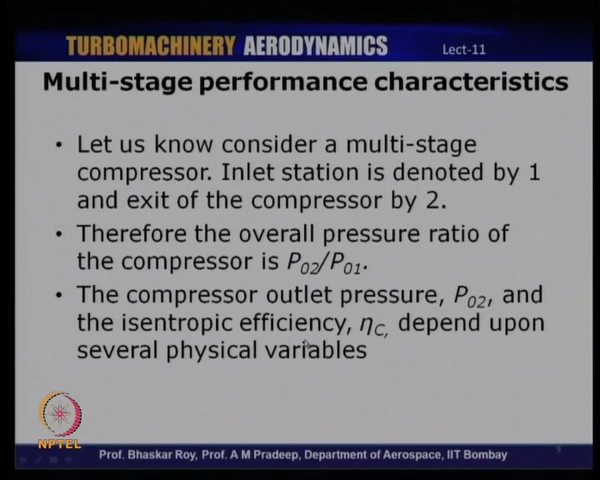 TURBOMACHINERY AERODYNAMICS Lect-11
Multi-stage performance characteristics
• Let us know consider a multi-stage
compressor. Inlet station is denoted by 1
and exit of the compressor by 2.
• Therefore the overall pressure ratio of
the compressor is P02/P01.
• The compressor outlet pressure, P02, and
the isentropic efficiency, ηC, depend upon
several physical variables
NPTEL
Prof. Bhaskar Roy, Prof. A M Pradeep, Department of Aerospace, IIT Bombay
9